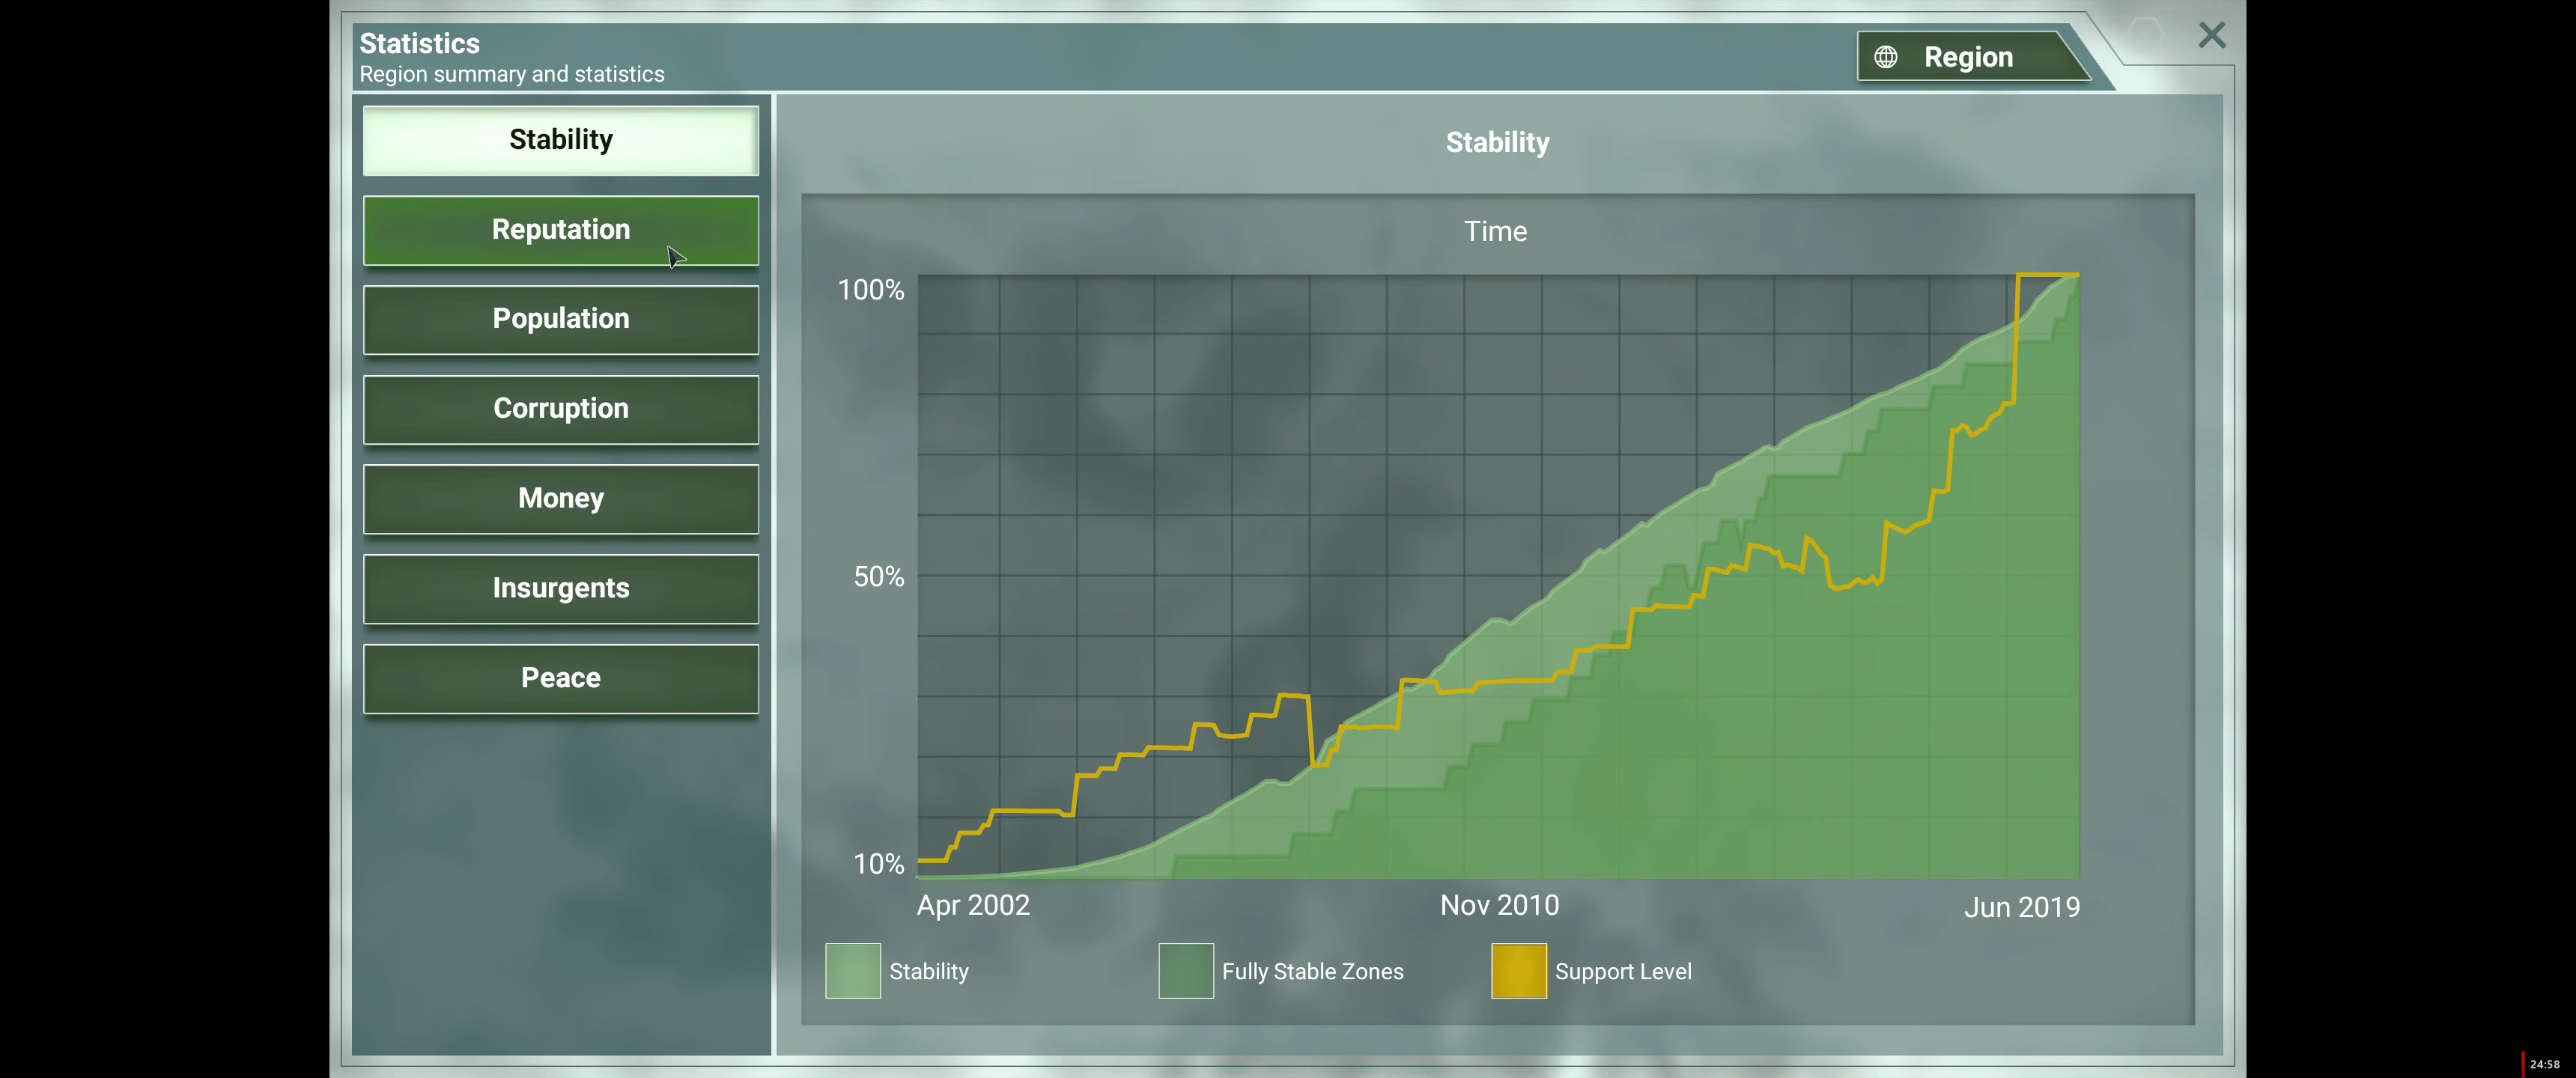 Statistics
Region summary and statistics
Region
Stability
Reputation
Population
Corruption
Money
Insurgents
Peace
Stability
Time
100%
50%
10%
Apr 2002
Nov 2010
Jun 2019
Stability
Fully Stable Zones
Support Level
24:58